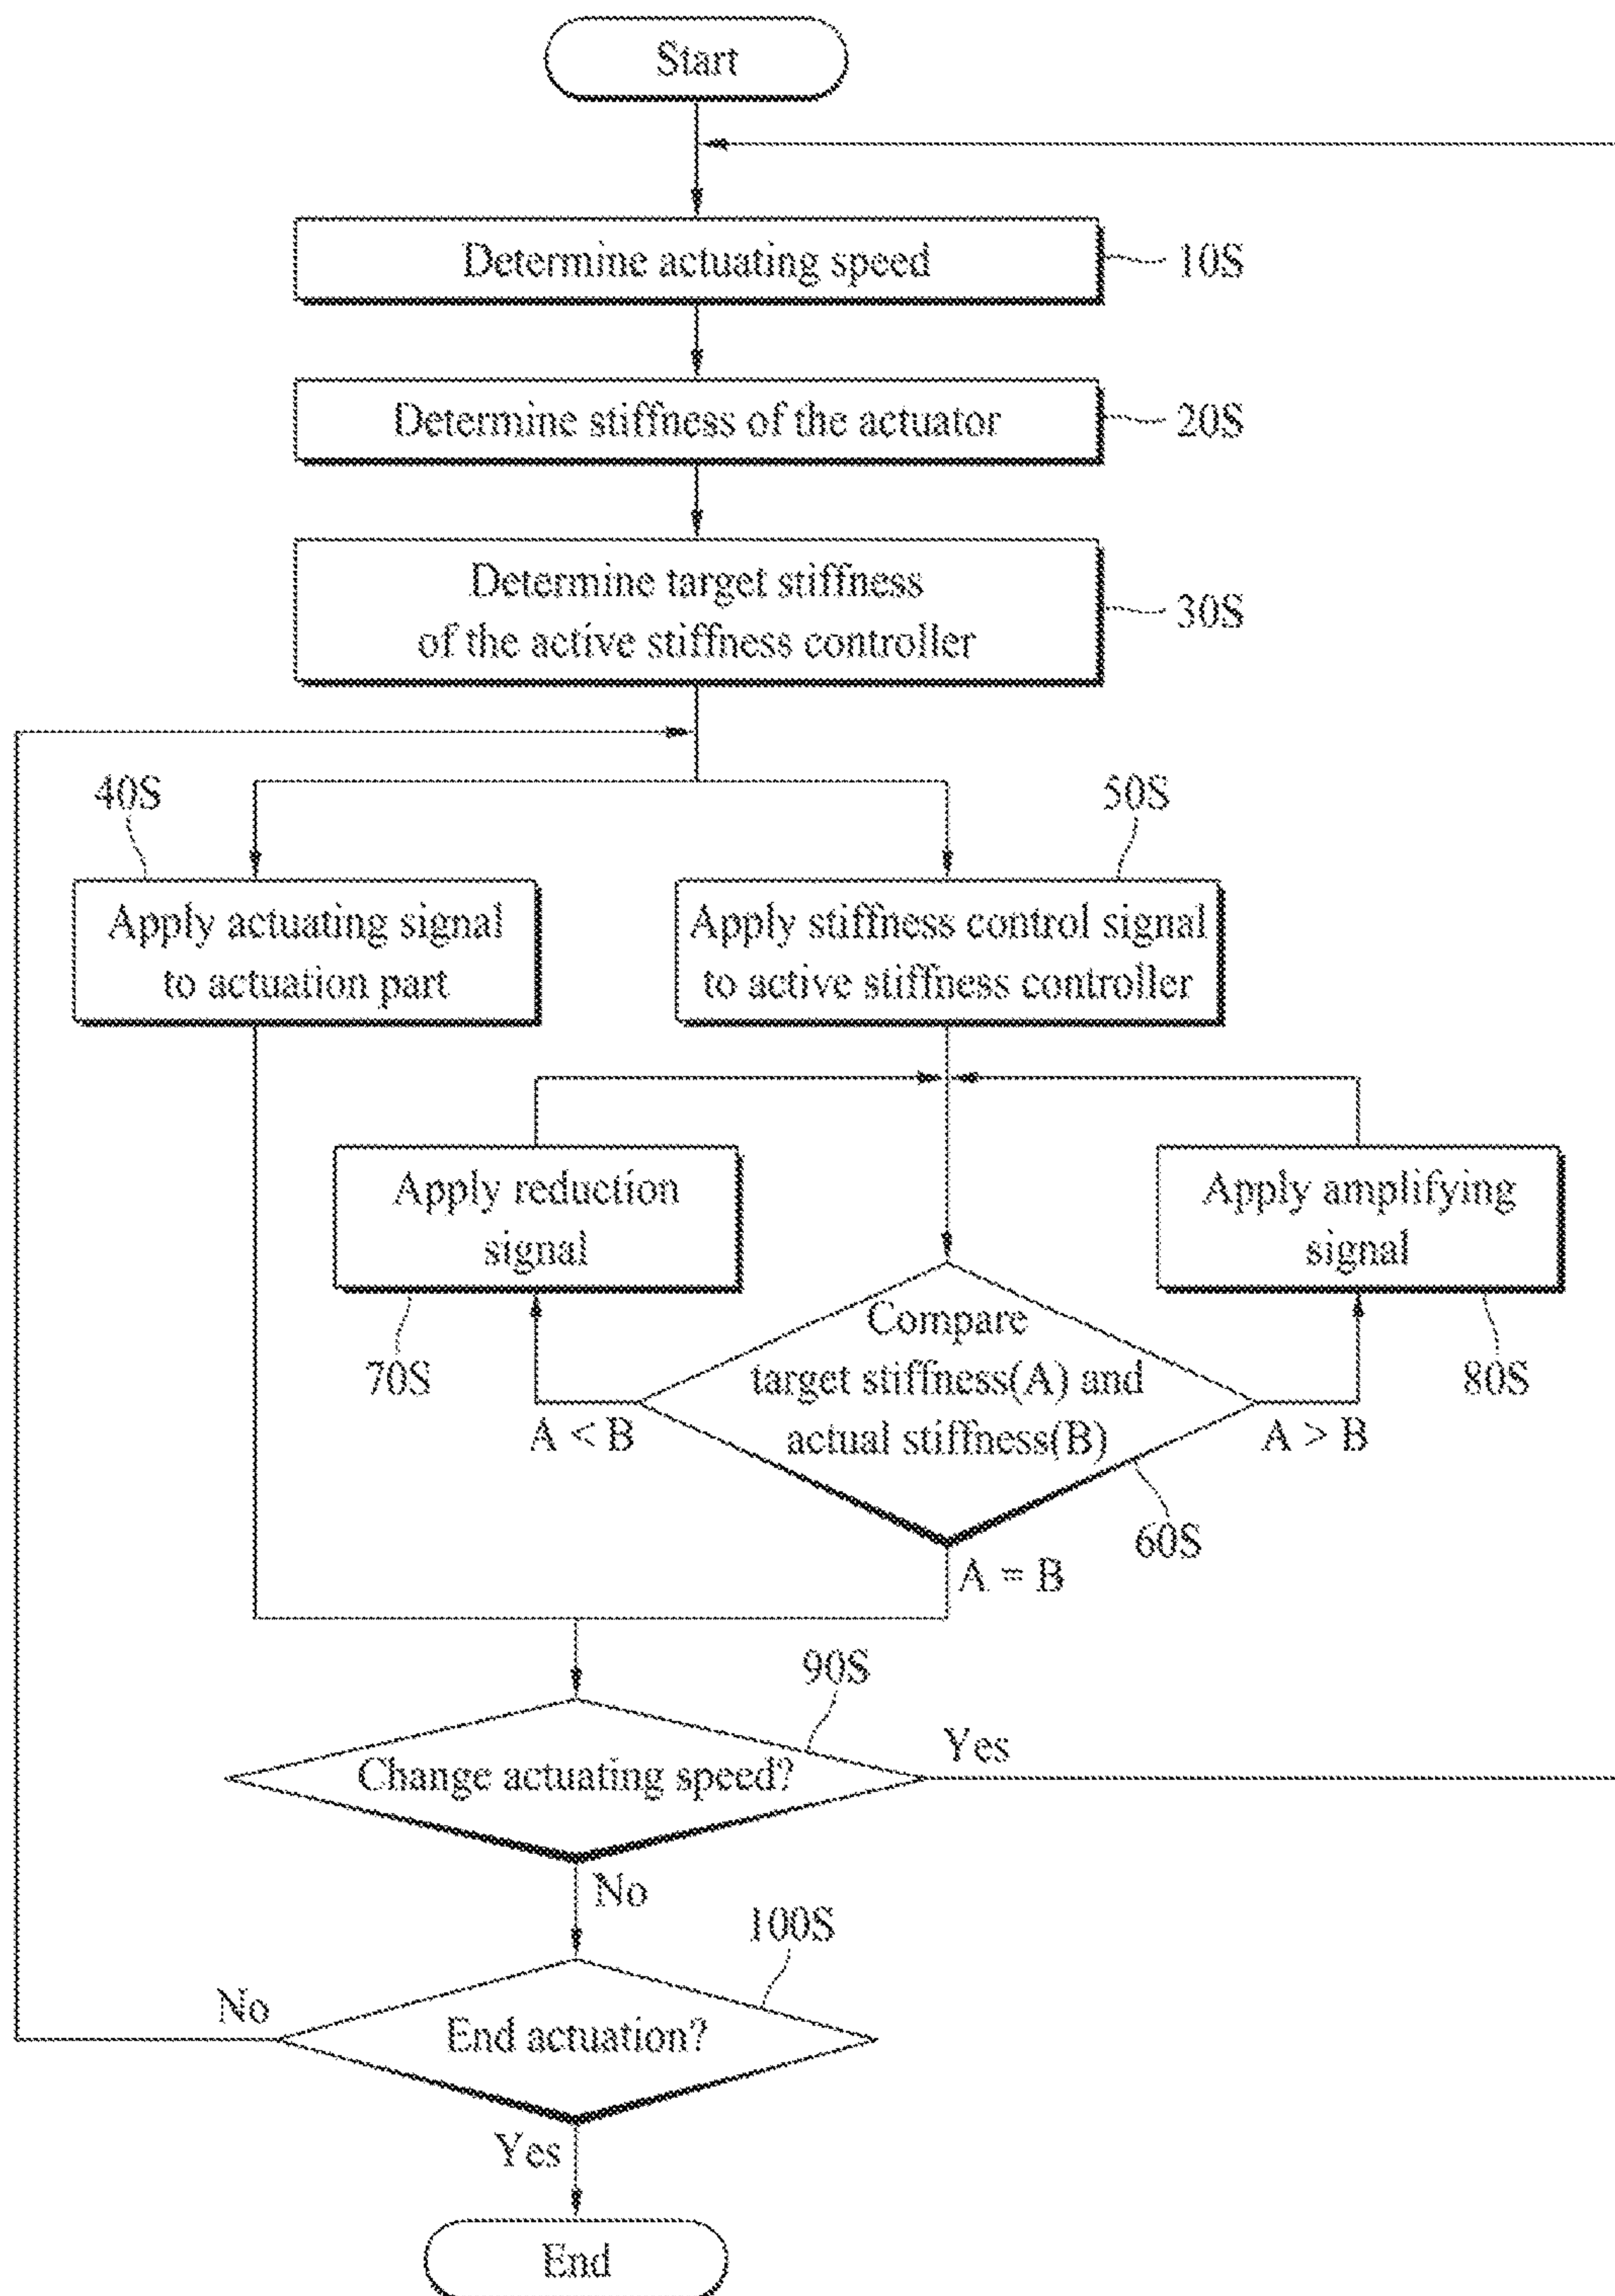 Start
Determine actuating speed
10S
Determine stiffness of the actuator
20S
Determine target stiffness
of the active stiffness controller
30S
40S
50S
Apply actuating signal
to actuation part
Apply stiffness control signal
to active stiffness controller
Apply reduction
signal
70S
Apply amplifying
signal
80S
Compare
target stiffness(A) and
actual stiffness(B)
A < B
A > B
60S
A = B
90S
Change actuating speed?
Yes
No
100S
End actuation?
No
Yes
End